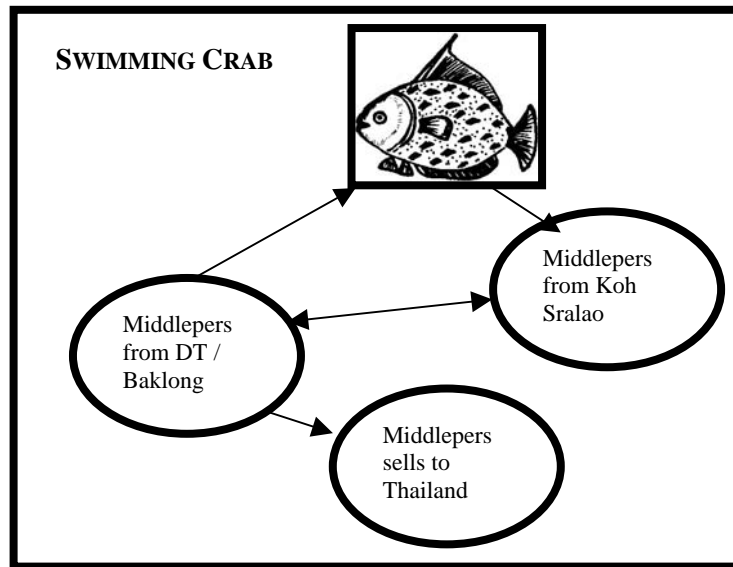 SWIMMING CRAB
Middlepers
from Koh
Sralao
Middlepers
from DT /
Baklong
Middlepers
sells to
Thailand